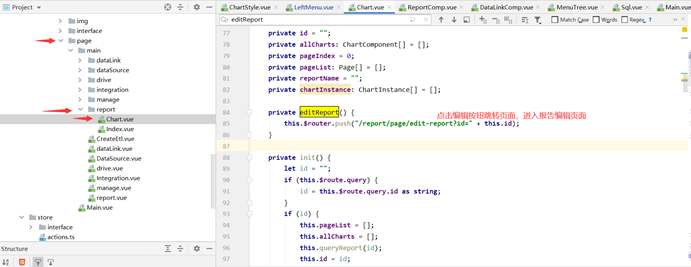 Project
img
interface
page
main
dataLink
dataSource
drive
integration
manage
report
Chart.vue
Index.vue
CreateEtl.vue
dataLink.vue
DataSource.vue
drive.vue
Integration.vue
manage.vue
report.vue
Main.vue
store
interface
actions.ts
Structure
ChartStyle.vue
LeftMenu.vue
Chart.vue
ReportComp.vue
DataLinkComp.vue
MenuTree.vue
Sql.vue
Main.vue
editReport
Match Case
Words
Regex
77 private id = "";
78 private allCharts: ChartComponent[] = [];
79 private pageIndex = 0;
80 private pageList: Page[] = [];
81 private reportName = "";
82 private chartInstance: ChartInstance[] = [];
83
84 private editReport() {
85 this.$router.push("/report/page/edit-report?id=" + this.id);
86 }
点击编辑按钮跳转页面，进入报告编辑页面
87
88 private init() {
89 let id = "";
90 if (this.$route.query) {
91 id = this.$route.query.id as string;
92 }
93 if (id) {
94 this.pageList = [];
95 this.allCharts = [];
96 this.queryReport(id);
97 this.id = id;